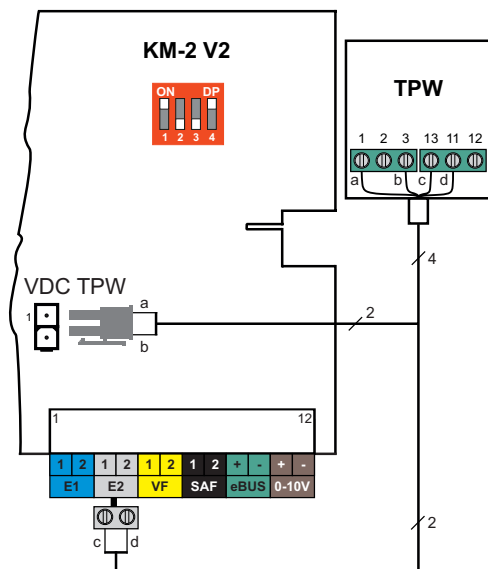 KM-2 V2
ON DP
1 2 3 4
TPW
1 2 3 13 11 12
a b c d
4
VDC TPW
1
a
b
2
1 12
1 2 1 2 1 2 1 2 + - + -
E1 E2 VF SAF eBUS 0-10V
c d
2